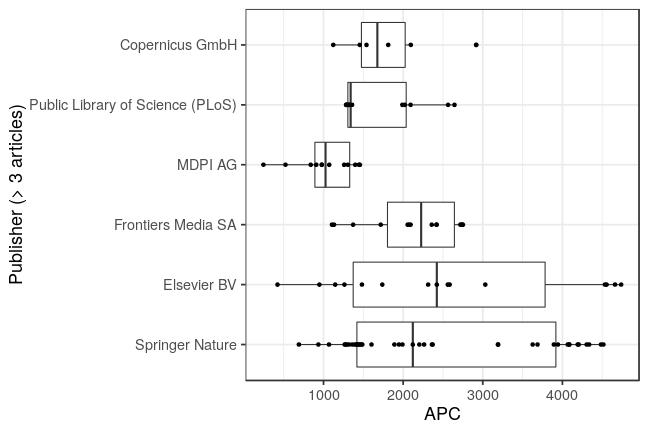 Publisher (> 3 articles)
Copernicus GmbH
Public Library of Science (PLoS)
MDPI AG
Frontiers Media SA
Elsevier BV
Springer Nature
1000 2000 3000 4000
APC